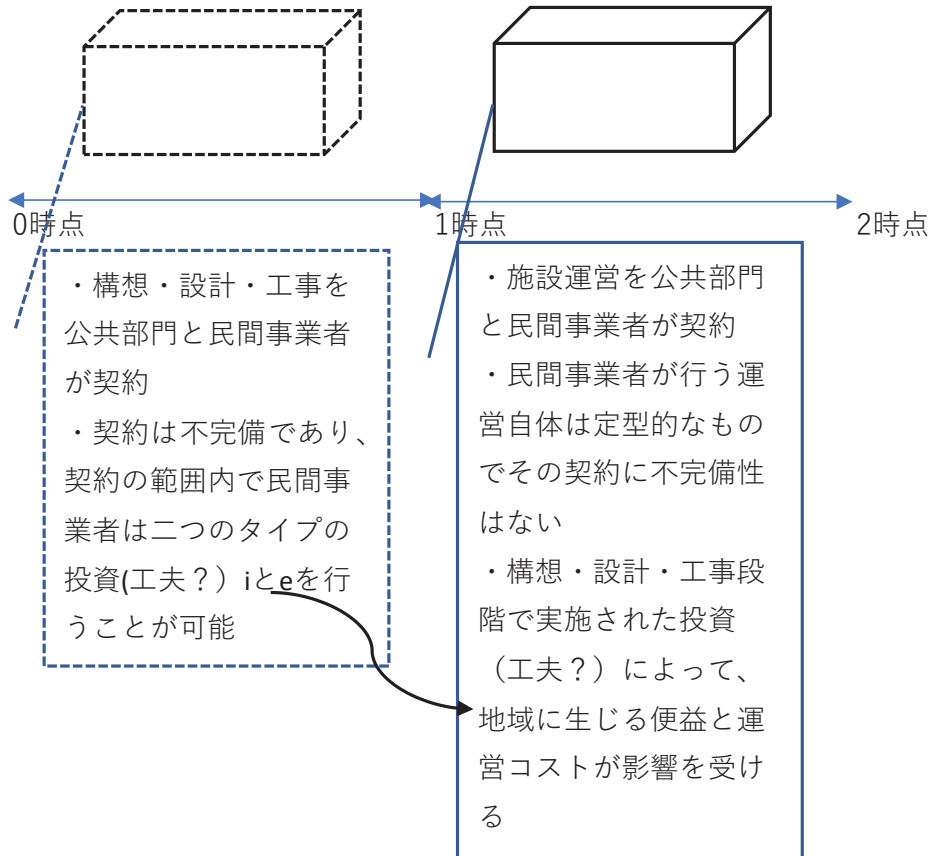 0時点
1時点
2時点
・構想・設計・工事を
公共部門と民間事業者
が契約
・契約は不完備であり、
契約の範囲内で民間事
業者は二つのタイプの
投資(工夫？）iとeを行
うことが可能
・施設運営を公共部門
と民間事業者が契約
・民間事業者が行う運
営自体は定型的なもの
でその契約に不完備性
はない
・構想・設計・工事段
階で実施された投資
（工夫？）によって、
地域に生じる便益と運
営コストが影響を受け
る